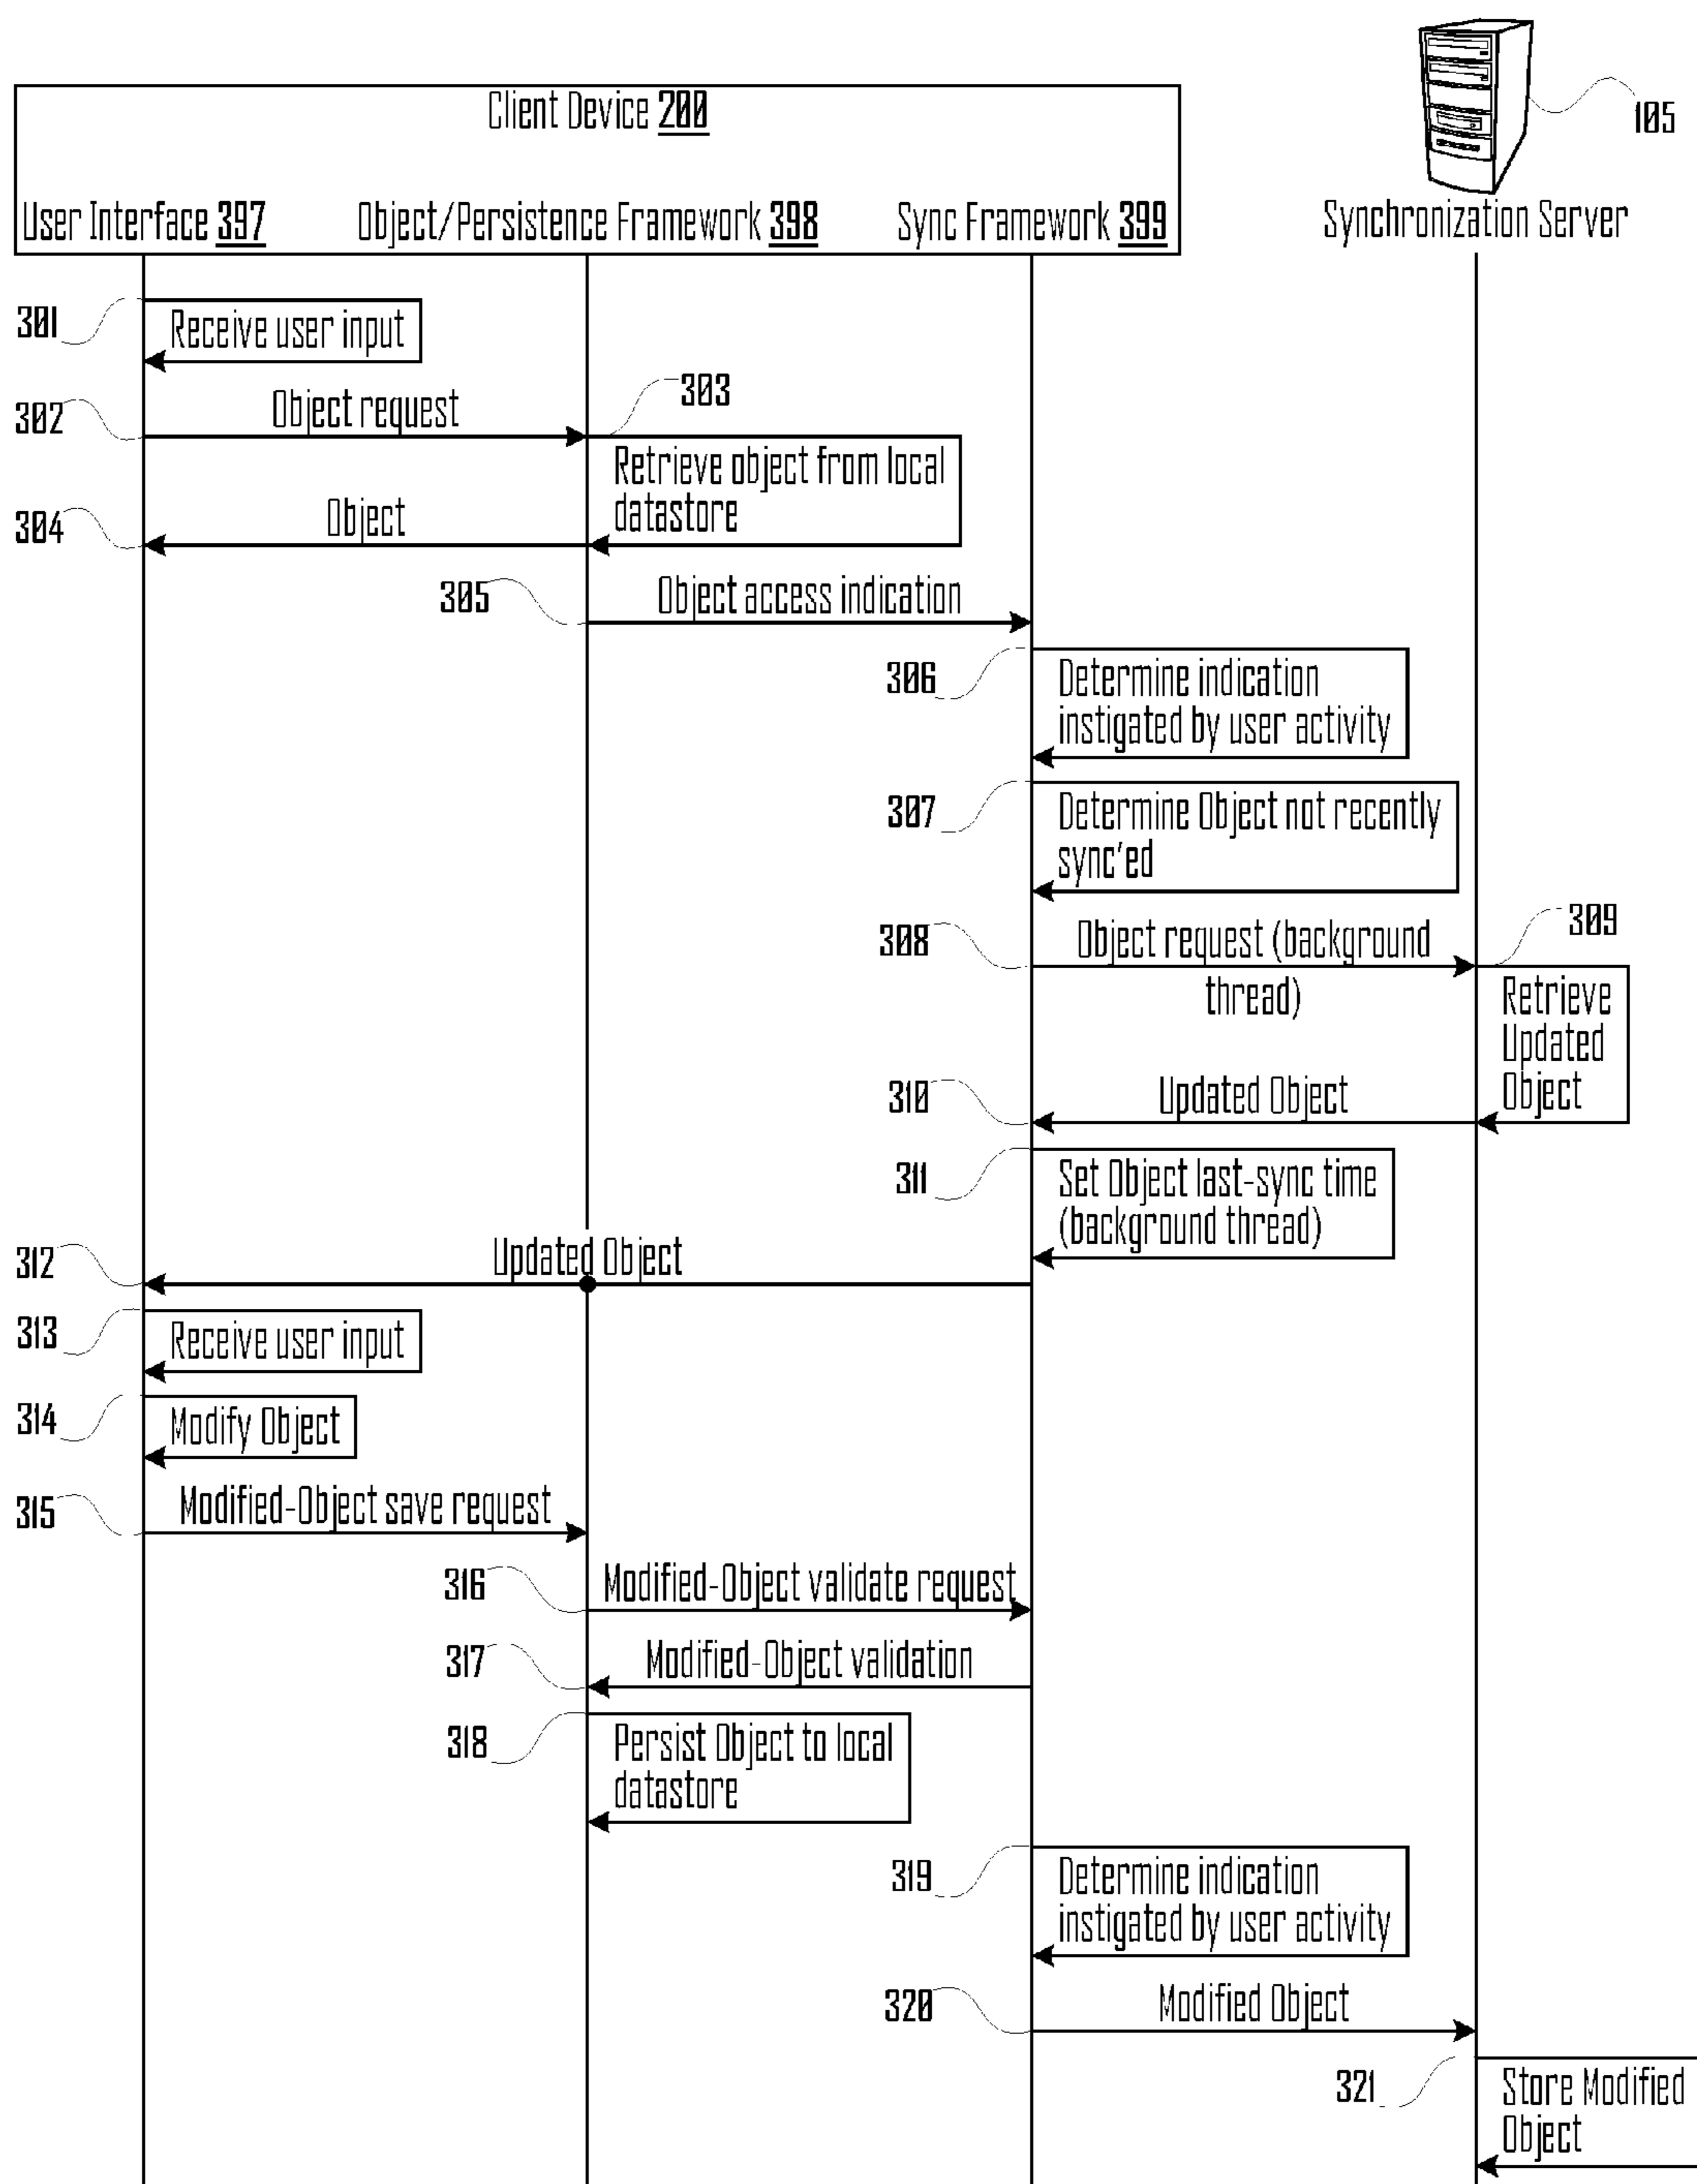 Client Device 200
105
User Interface 397 Object/Persistence Framework 398 Sync Framework 399
Synchronization Server
301
Receive user input
302
Object request
303
Retrieve object from local
datastore
304
Object
305
Object access indication
306
Determine indication
instigated by user activity
307
Determine Object not recently
sync'ed
308
Object request (background
thread)
309
Retrieve
Updated
Object
310
Updated Object
311
Set Object last-sync time
(background thread)
312
Updated Object
313
Receive user input
314
Modify Object
315
Modified-Object save request
316
Modified-Object validate request
317
Modified-Object validation
318
Persist Object to local
datastore
319
Determine indication
instigated by user activity
320
Modified Object
321
Store Modified
Object